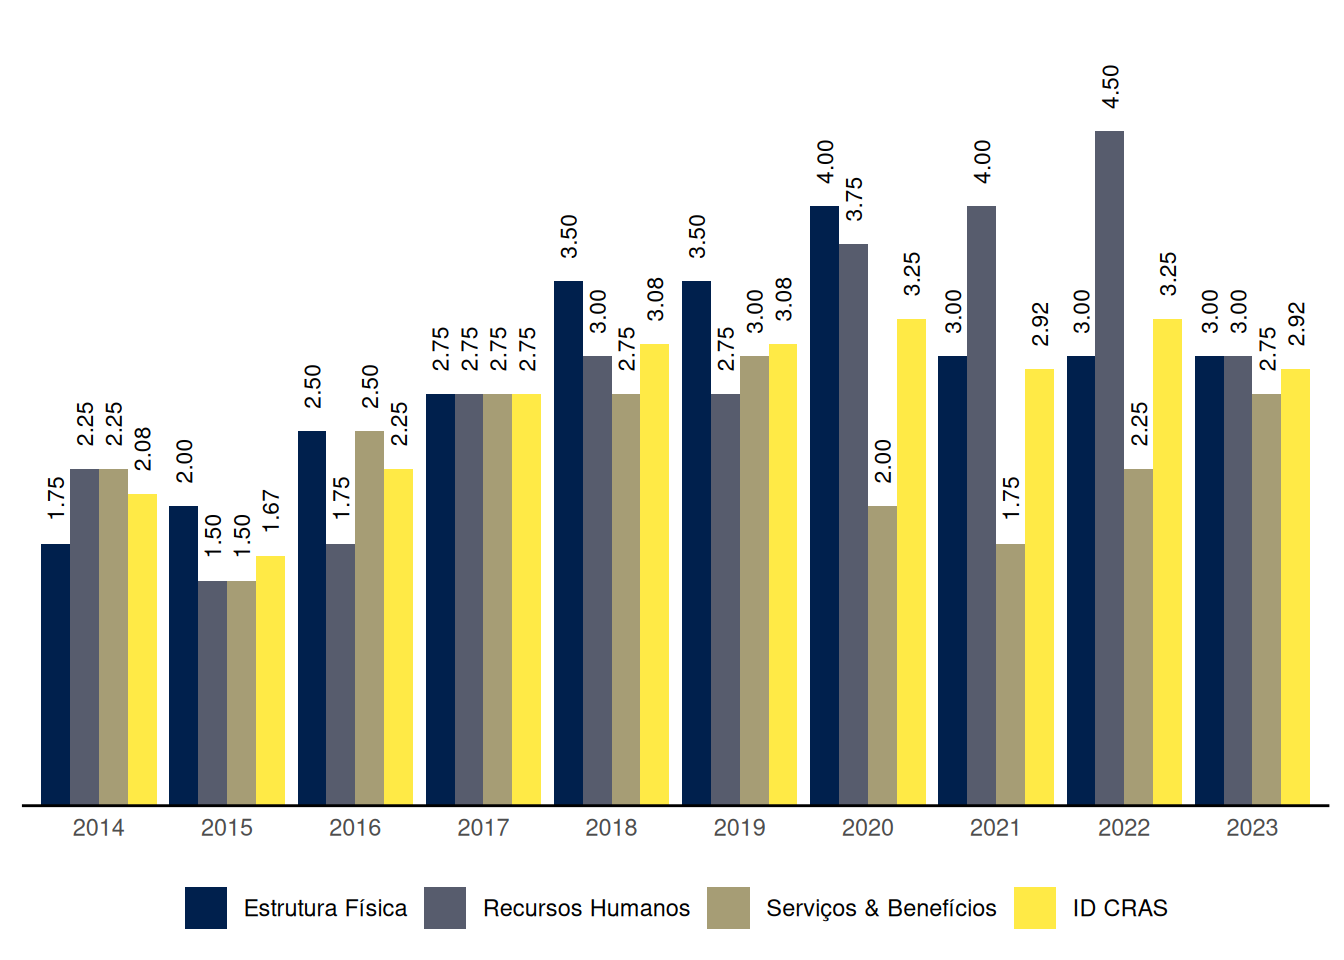 1.75 2.25 2.25 2.08
2.00 1.50 1.50 1.67
2.50 1.75 2.50 2.25
2.75 2.75 2.75 2.75
3.50 3.00 2.75 3.08
3.50 2.75 3.00 3.08
4.00 3.75 2.00 3.25
3.00 4.00 1.75 2.92
3.00 4.50 2.25 3.25
3.00 3.00 2.75 2.92
2014 2015 2016 2017 2018 2019 2020 2021 2022 2023
Estrutura Física Recursos Humanos Serviços & Benefícios ID CRAS